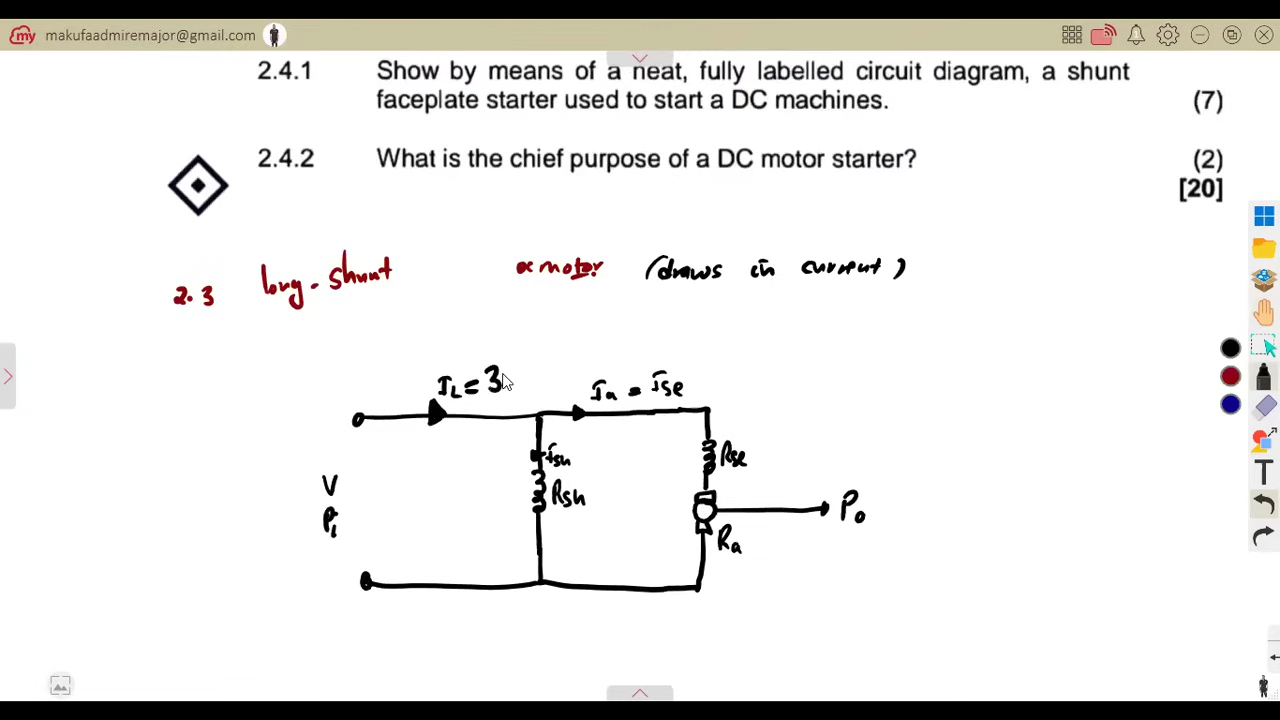 my makufaadmiremajor@gmail.com
2.4.1 Show by means of a neat, fully labelled circuit diagram, a shunt
faceplate starter used to start a DC machines. (7)
2.4.2 What is the chief purpose of a DC motor starter? (2)
[20]
2.3 long-shunt motor (draws in current)
IL = 3
Ia = Ise
Ish
Rse
Rsh
V
P1
Po
Ra
T